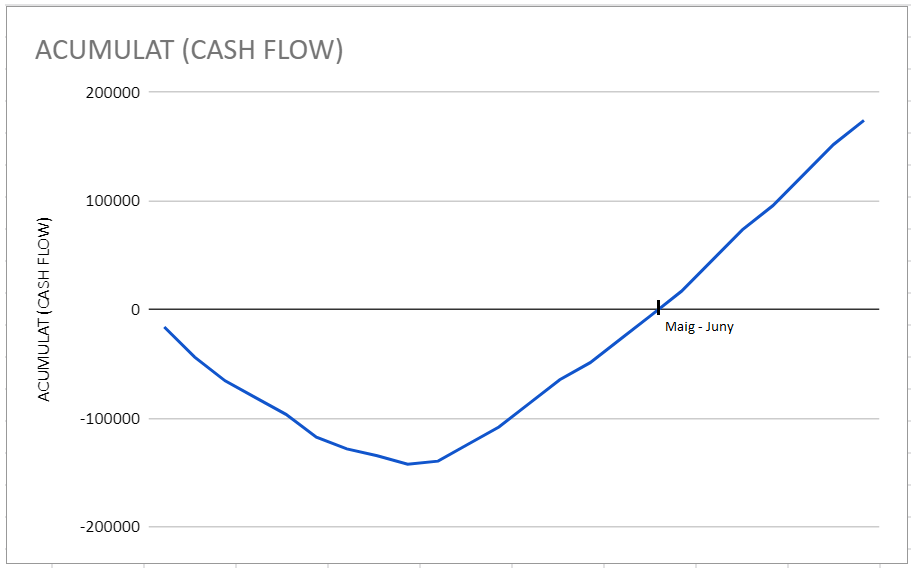 ACUMULAT (CASH FLOW)
200000
100000
0
-100000
-200000
ACUMULAT (CASH FLOW)
Maig - Juny